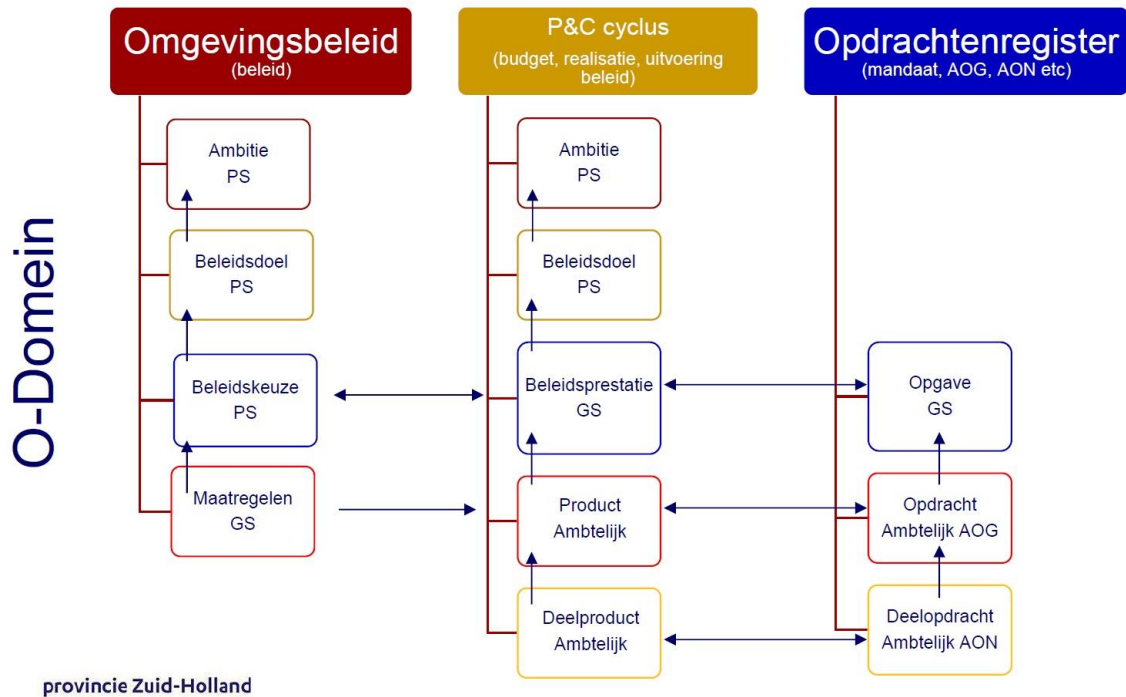 O-Domein
Omgevingsbeleid
(beleid)
Ambitie
PS
Beleidsdoel
PS
Beleidskeuze
PS
Maatregelen
GS
P&C cyclus
(budget, realisatie, uitvoering
beleid)
Ambitie
PS
Beleidsdoel
PS
Beleidsprestatie
GS
Product
Ambtelijk
Deelproduct
Ambtelijk
Opdrachtenregister
(mandaat, AOG, AON etc)
Opgave
GS
Opdracht
Ambtelijk AOG
Deelopdracht
Ambtelijk AON
provincie Zuid-Holland